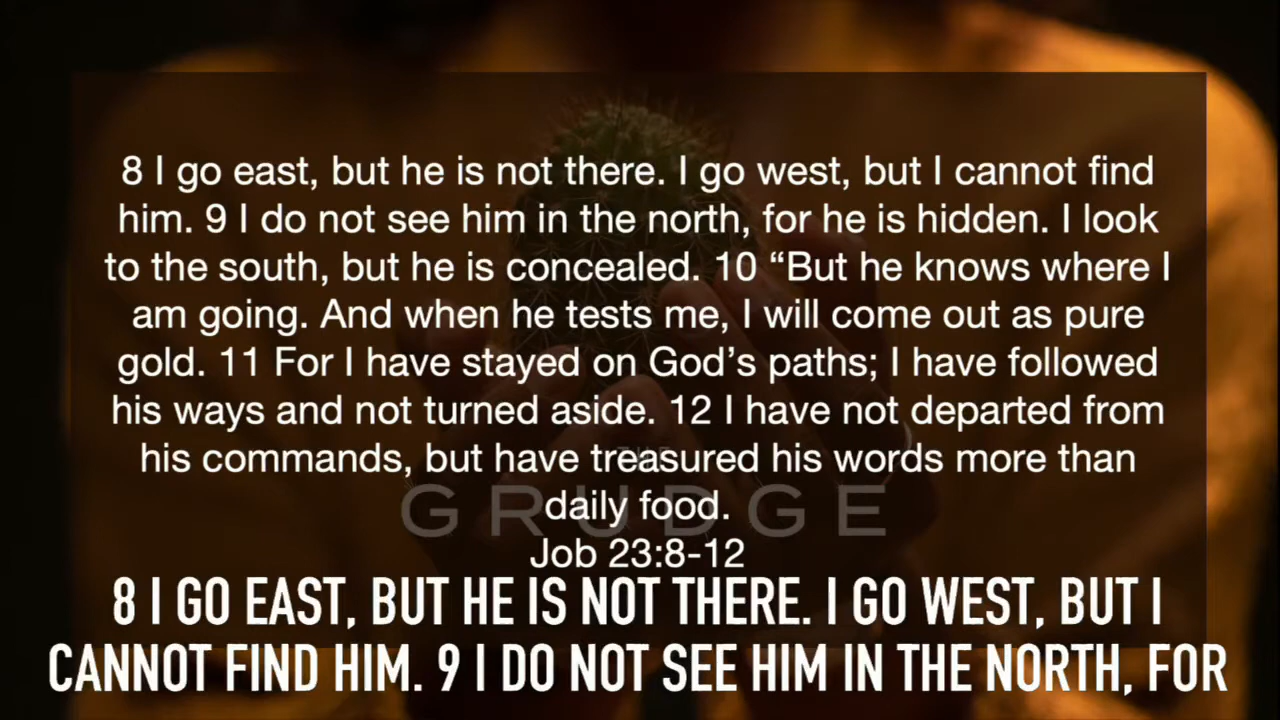 8 I go east, but he is not there. I go west, but I cannot find
him. 9 I do not see him in the north, for he is hidden. I look
to the south, but he is concealed. 10 “But he knows where I
am going. And when he tests me, I will come out as pure
gold. 11 For I have stayed on God’s paths; I have followed
his ways and not turned aside. 12 I have not departed from
his commands, but have treasured his words more than
THE
GRUDGE
daily food.
Job 23:8-12
8 I GO EAST, BUT HE IS NOT THERE. I GO WEST, BUT I
CANNOT FIND HIM. 9 I DO NOT SEE HIM IN THE NORTH, FOR